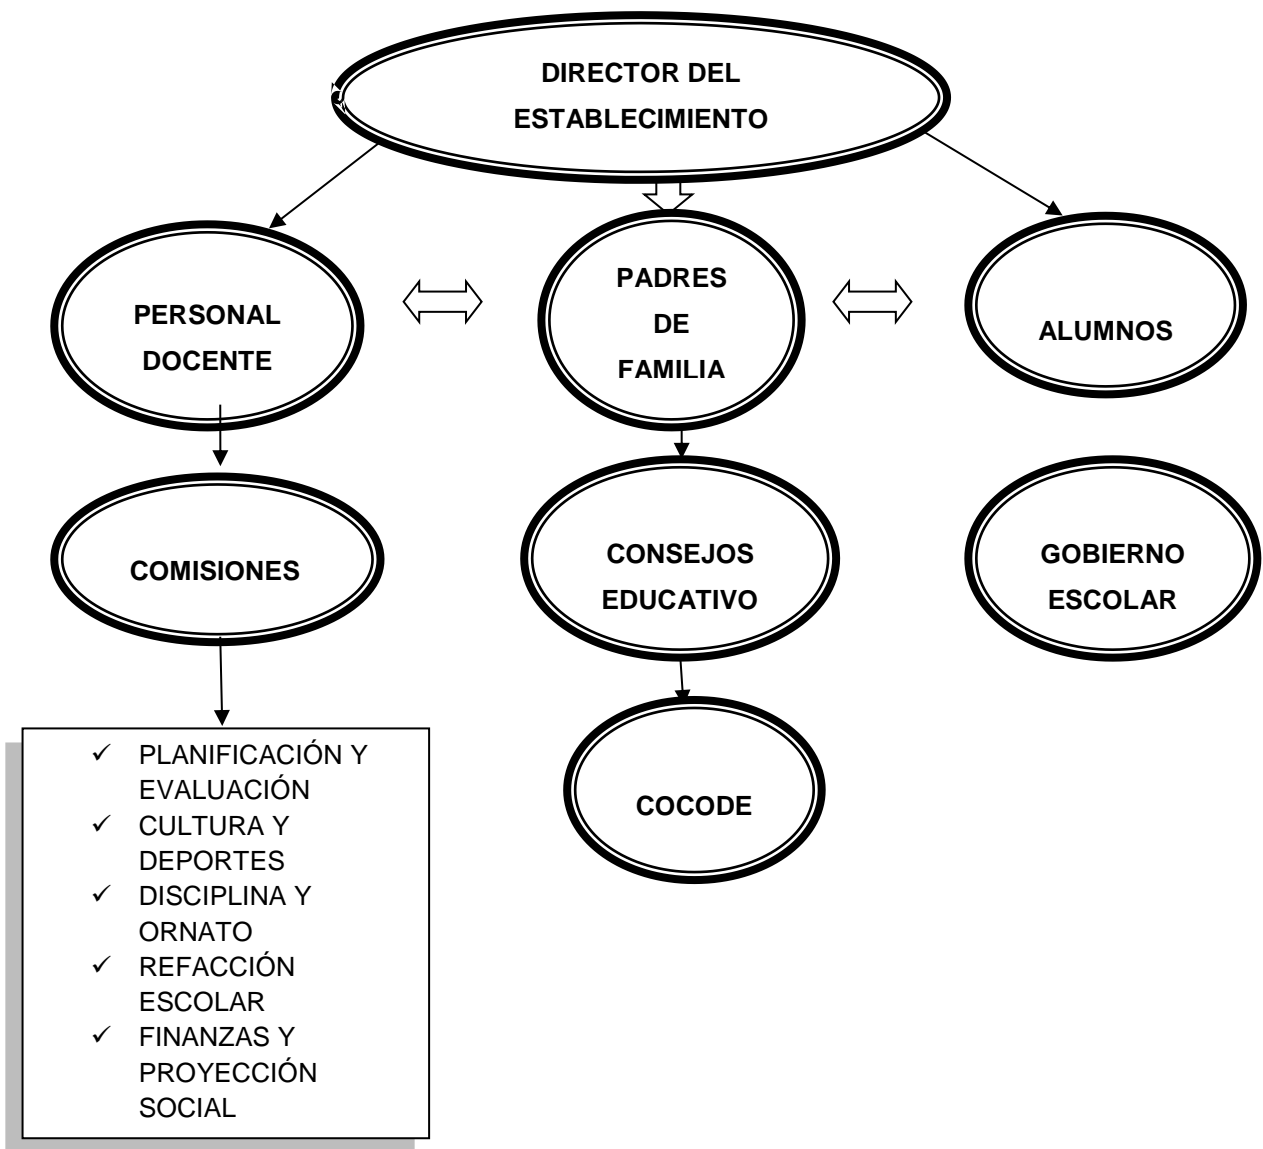 DIRECTOR DEL
ESTABLECIMIENTO
PERSONAL
DOCENTE
PADRES
DE
FAMILIA
ALUMNOS
COMISIONES
CONSEJOS
EDUCATIVO
GOBIERNO
ESCOLAR
COCODE
✓ PLANIFICACIÓN Y
EVALUACIÓN
✓ CULTURA Y
DEPORTES
✓ DISCIPLINA Y
ORNATO
✓ REFACCIÓN
ESCOLAR
✓ FINANZAS Y
PROYECCIÓN
SOCIAL